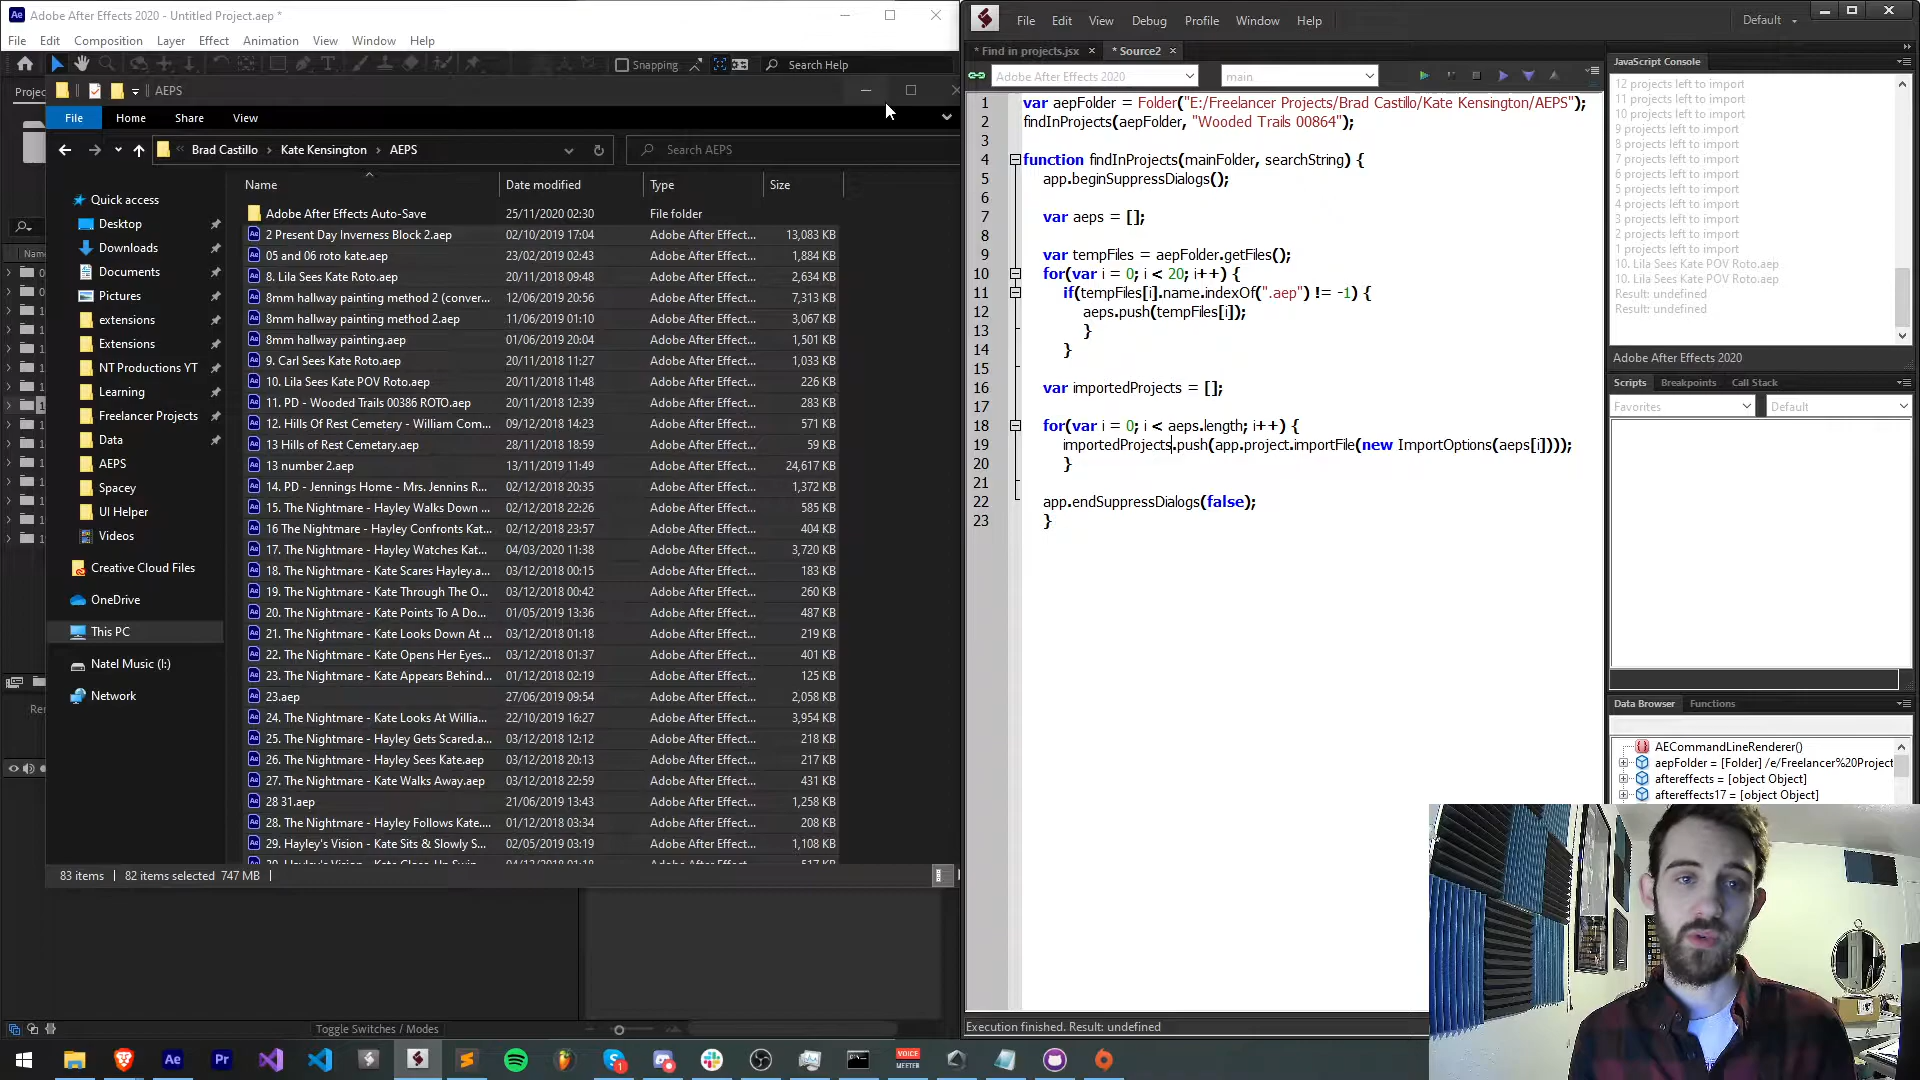 Adobe After Effects 2020 - Untitled Project.aep *
File Edit Composition Layer Effect Animation View Window Help
Snapping
Search Help
AEPS
File Home Share View
Brad Castillo › Kate Kensington › AEPS
Search AEPS
Name Date modified Type Size
Quick access
Desktop
Downloads
Documents
Pictures
extensions
Extensions
NT Productions YT
Learning
Freelancer Projects
Data
AEPS
Spacey
UI Helper
Videos
Creative Cloud Files
OneDrive
This PC
Natel Music (I:)
Network
Adobe After Effects Auto-Save 25/11/2020 02:30 File folder
2 Present Day Inverness Block 2.aep 02/10/2019 17:04 Adobe After Effect... 13,083 KB
05 and 06 roto kate.aep 23/02/2019 02:43 Adobe After Effect... 1,884 KB
8. Lila Sees Kate Roto.aep 20/11/2018 09:48 Adobe After Effect... 2,634 KB
8mm hallway painting method 2 (conver... 12/06/2019 20:56 Adobe After Effect... 7,313 KB
8mm hallway painting method 2.aep 11/06/2019 01:10 Adobe After Effect... 3,067 KB
8mm hallway painting.aep 01/06/2019 20:04 Adobe After Effect... 1,501 KB
9. Carl Sees Kate Roto.aep 20/11/2018 11:27 Adobe After Effect... 1,033 KB
10. Lila Sees Kate POV Roto.aep 20/11/2018 11:48 Adobe After Effect... 226 KB
11. PD - Wooded Trails 00386 ROTO.aep 20/11/2018 12:39 Adobe After Effect... 283 KB
12. Hills Of Rest Cemetery - William Com... 09/12/2018 14:23 Adobe After Effect... 571 KB
13 Hills of Rest Cemetary.aep 28/11/2018 18:59 Adobe After Effect... 59 KB
13 number 2.aep 13/11/2019 11:49 Adobe After Effect... 24,617 KB
14. PD - Jennings Home - Mrs. Jennins R... 02/12/2018 20:35 Adobe After Effect... 1,372 KB
15. The Nightmare - Hayley Walks Down ... 02/12/2018 22:26 Adobe After Effect... 585 KB
16 The Nightmare - Hayley Confronts Kat... 02/12/2018 23:57 Adobe After Effect... 404 KB
17. The Nightmare - Hayley Watches Kat... 04/03/2020 11:38 Adobe After Effect... 3,720 KB
18. The Nightmare - Kate Scares Hayley.a... 03/12/2018 00:15 Adobe After Effect... 183 KB
19. The Nightmare - Kate Through The O... 03/12/2018 00:42 Adobe After Effect... 260 KB
20. The Nightmare - Kate Points To A Do... 01/05/2019 13:36 Adobe After Effect... 487 KB
21. The Nightmare - Kate Looks Down At ... 03/12/2018 01:18 Adobe After Effect... 219 KB
22. The Nightmare - Kate Opens Her Eyes... 03/12/2018 01:37 Adobe After Effect... 401 KB
23. The Nightmare - Kate Appears Behind... 01/12/2018 02:19 Adobe After Effect... 125 KB
23.aep 27/06/2019 09:54 Adobe After Effect... 2,058 KB
24. The Nightmare - Kate Looks At Willia... 22/10/2019 16:27 Adobe After Effect... 3,954 KB
25. The Nightmare - Hayley Gets Scared.a... 03/12/2018 12:12 Adobe After Effect... 218 KB
26. The Nightmare - Hayley Sees Kate.aep 03/12/2018 20:13 Adobe After Effect... 217 KB
27. The Nightmare - Kate Walks Away.aep 03/12/2018 22:59 Adobe After Effect... 431 KB
28 31.aep 21/06/2019 13:43 Adobe After Effect... 1,258 KB
28. The Nightmare - Hayley Follows Kate.... 01/12/2018 03:34 Adobe After Effect... 208 KB
29. Hayley's Vision - Kate Sits & Slowly S... 02/05/2019 03:19 Adobe After Effect... 1,108 KB
83 items 82 items selected 747 MB
Toggle Switches / Modes
File Edit View Debug Profile Window Help
Default
* Find in projects.jsx
* Source2
Adobe After Effects 2020
main
1 var aepFolder = Folder("E:/Freelancer Projects/Brad Castillo/Kate Kensington/AEPS");
2 findInProjects(aepFolder, "Wooded Trails 00864");
3
4 function findInProjects(mainFolder, searchString) {
5 app.beginSuppressDialogs();
6
7 var aeps = [];
8
9 var tempFiles = aepFolder.getFiles();
10 for(var i = 0; i < 20; i++) {
11 if(tempFiles[i].name.indexOf(".aep") != -1) {
12 aeps.push(tempFiles[i]);
13 }
14 }
15
16 var importedProjects = [];
17
18 for(var i = 0; i < aeps.length; i++) {
19 importedProjects.push(app.project.importFile(new ImportOptions(aeps[i])));
20 }
21
22 app.endSuppressDialogs(false);
23 }
Execution finished. Result: undefined
JavaScript Console
12 projects left to import
11 projects left to import
10 projects left to import
9 projects left to import
8 projects left to import
7 projects left to import
6 projects left to import
5 projects left to import
4 projects left to import
3 projects left to import
2 projects left to import
1 projects left to import
10. Lila Sees Kate POV Roto.aep
10. Lila Sees Kate POV Roto.aep
Result: undefined
Result: undefined
Adobe After Effects 2020
Scripts Breakpoints Call Stack
Favorites Default
Data Browser Functions
AECommandLineRenderer()
aepFolder = [Folder] /e/Freelancer%20Project
aftereffects = [object Object]
aftereffects17 = [object Object]
VOICE
MEETER